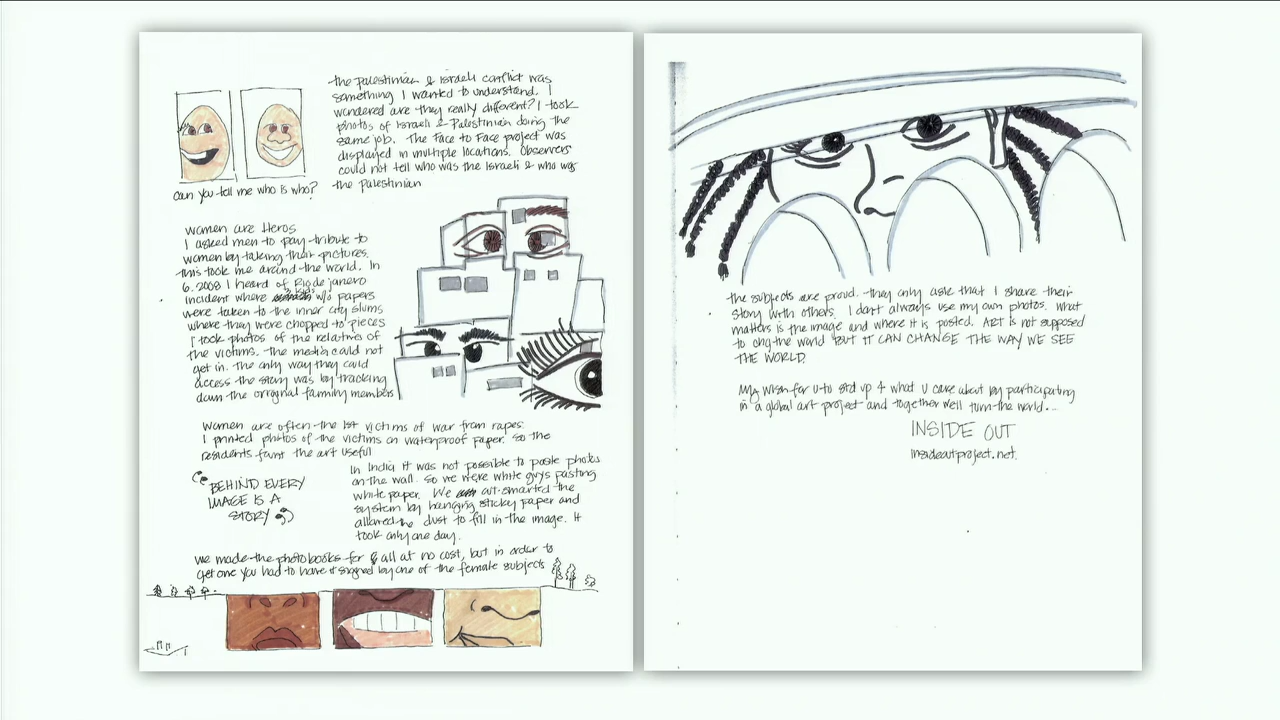 the Palestinian & Israeli conflict was
something I wanted to understand. I
wondered are they really different? I took
photos of Israeli & Palestinian doing the
same job. The Face to Face project was
displayed in multiple locations. Observers
could not tell who was the Israeli & who was
the Palestinian
can you tell me who is who?
women are Heros
I asked men to pay tribute to
women by taking their pictures.
this took me around the world. In
6.2008 I heard of Rio de janero
incident where kids w/o papers
were taken to the inner city slums
where they were chopped to pieces
I took photos of the relatives of
the victims. The media could not
get in. The only way they could
access the story was by tracking
down the original family members
Women are often the 1st victims of war from rapes.
I printed photos of the victims on waterproof paper. so the
residents fount the art useful
In India it was not possible to paste photos
on the wall. so we were white guys pasting
white paper. We out-smarted the
system by hanging sticky paper and
allowed the dust to fill in the image. It
took only one day.
"BEHIND EVERY
IMAGE IS A
STORY"
we made the photobooks for all at no cost, but in order to
get one you had to have it signed by one of the female subjects
the subjects are proud. they only ask that I share their
story with others. I don't always use my own photos. what
matters is the image and where it is posted. ART is not supposed
to chg the world BUT IT CAN CHANGE THE WAY WE SEE
THE WORLD.
My wish for u to std up 4 what u care about by participating
in a global art project and together we'll turn the world...
INSIDE OUT
insideoutproject.net.